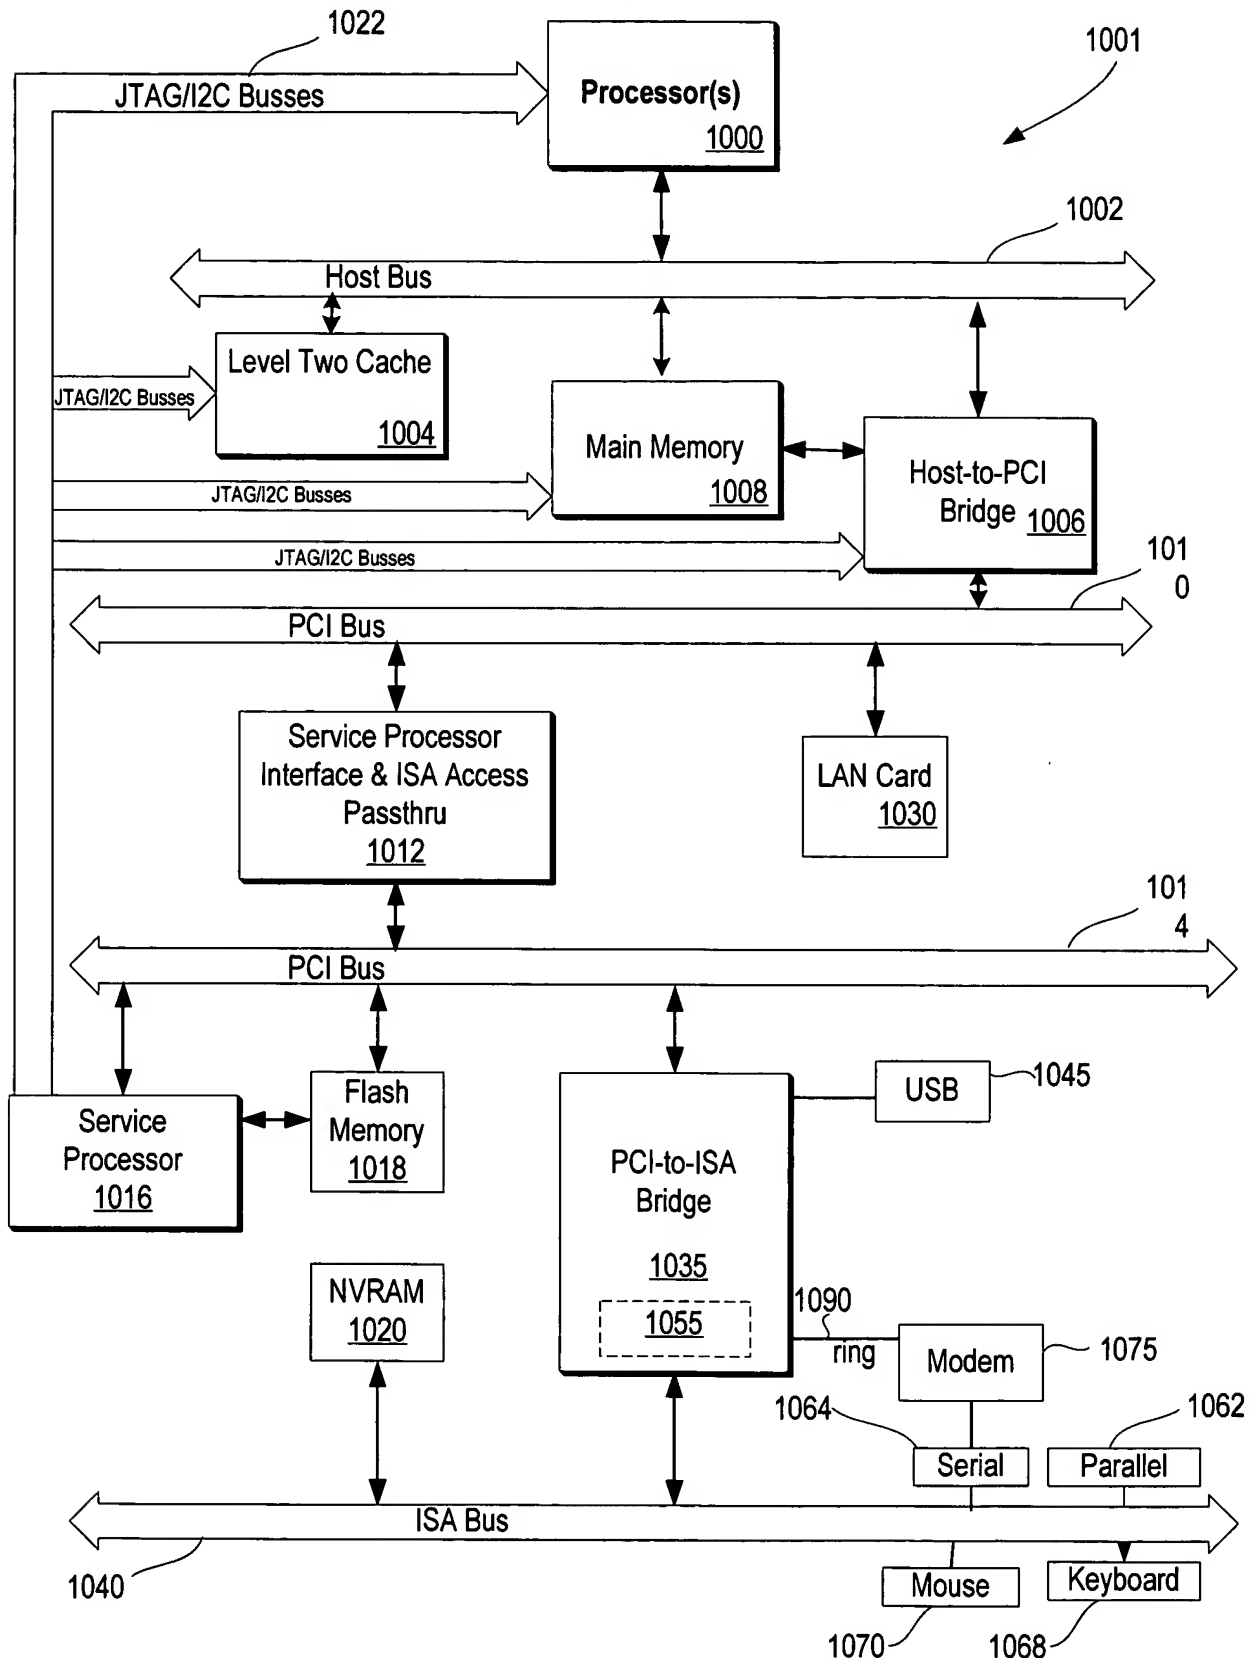 1022
1001
JTAG/I2C Busses
Processor(s)
1000
1002
Host Bus
Level Two Cache
1004
JTAG/I2C Busses
Main Memory
1008
Host-to-PCI
Bridge 1006
JTAG/I2C Busses
JTAG/I2C Busses
101
0
PCI Bus
Service Processor
Interface & ISA Access
Passthru
1012
LAN Card
1030
101
4
PCI Bus
Service
Processor
1016
Flash
Memory
1018
PCI-to-ISA
Bridge
1035
1055
USB
1045
NVRAM
1020
1090
ring
Modem
1075
1064
1062
Serial
Parallel
ISA Bus
1040
Mouse
Keyboard
1070
1068